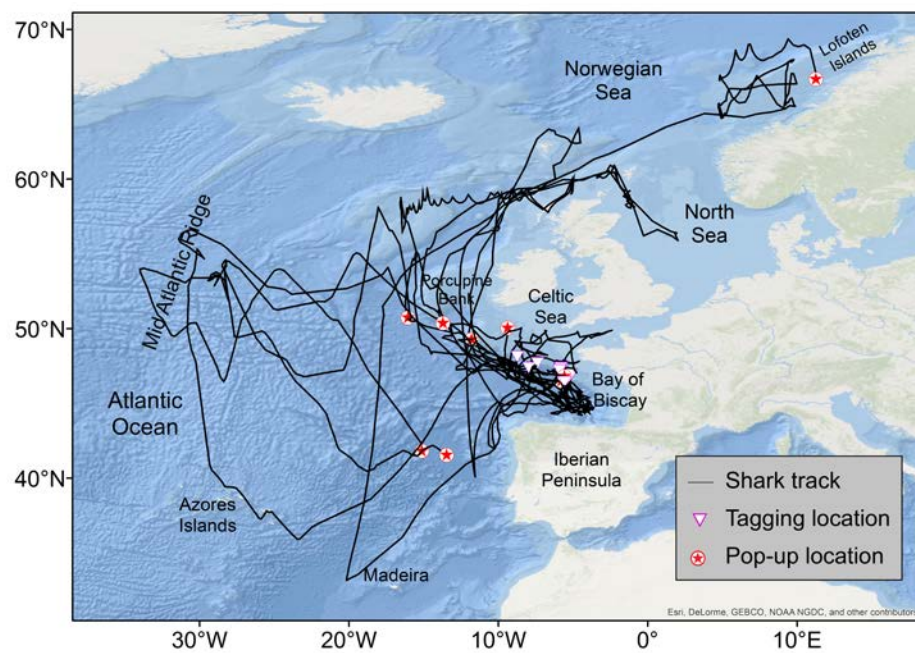 70°N
60°N
50°N
40°N
Lofoten
Islands
Norwegian
Sea
North
Sea
Mid Atlantic Ridge
Porcupine
Bank
Celtic
Sea
Bay of
Biscay
Atlantic
Ocean
Iberian
Peninsula
Azores
Islands
Madeira
Shark track
Tagging location
Pop-up location
Esri, DeLorme, GEBCO, NOAA NGDC, and other contributors
30°W
20°W
10°W
0°
10°E